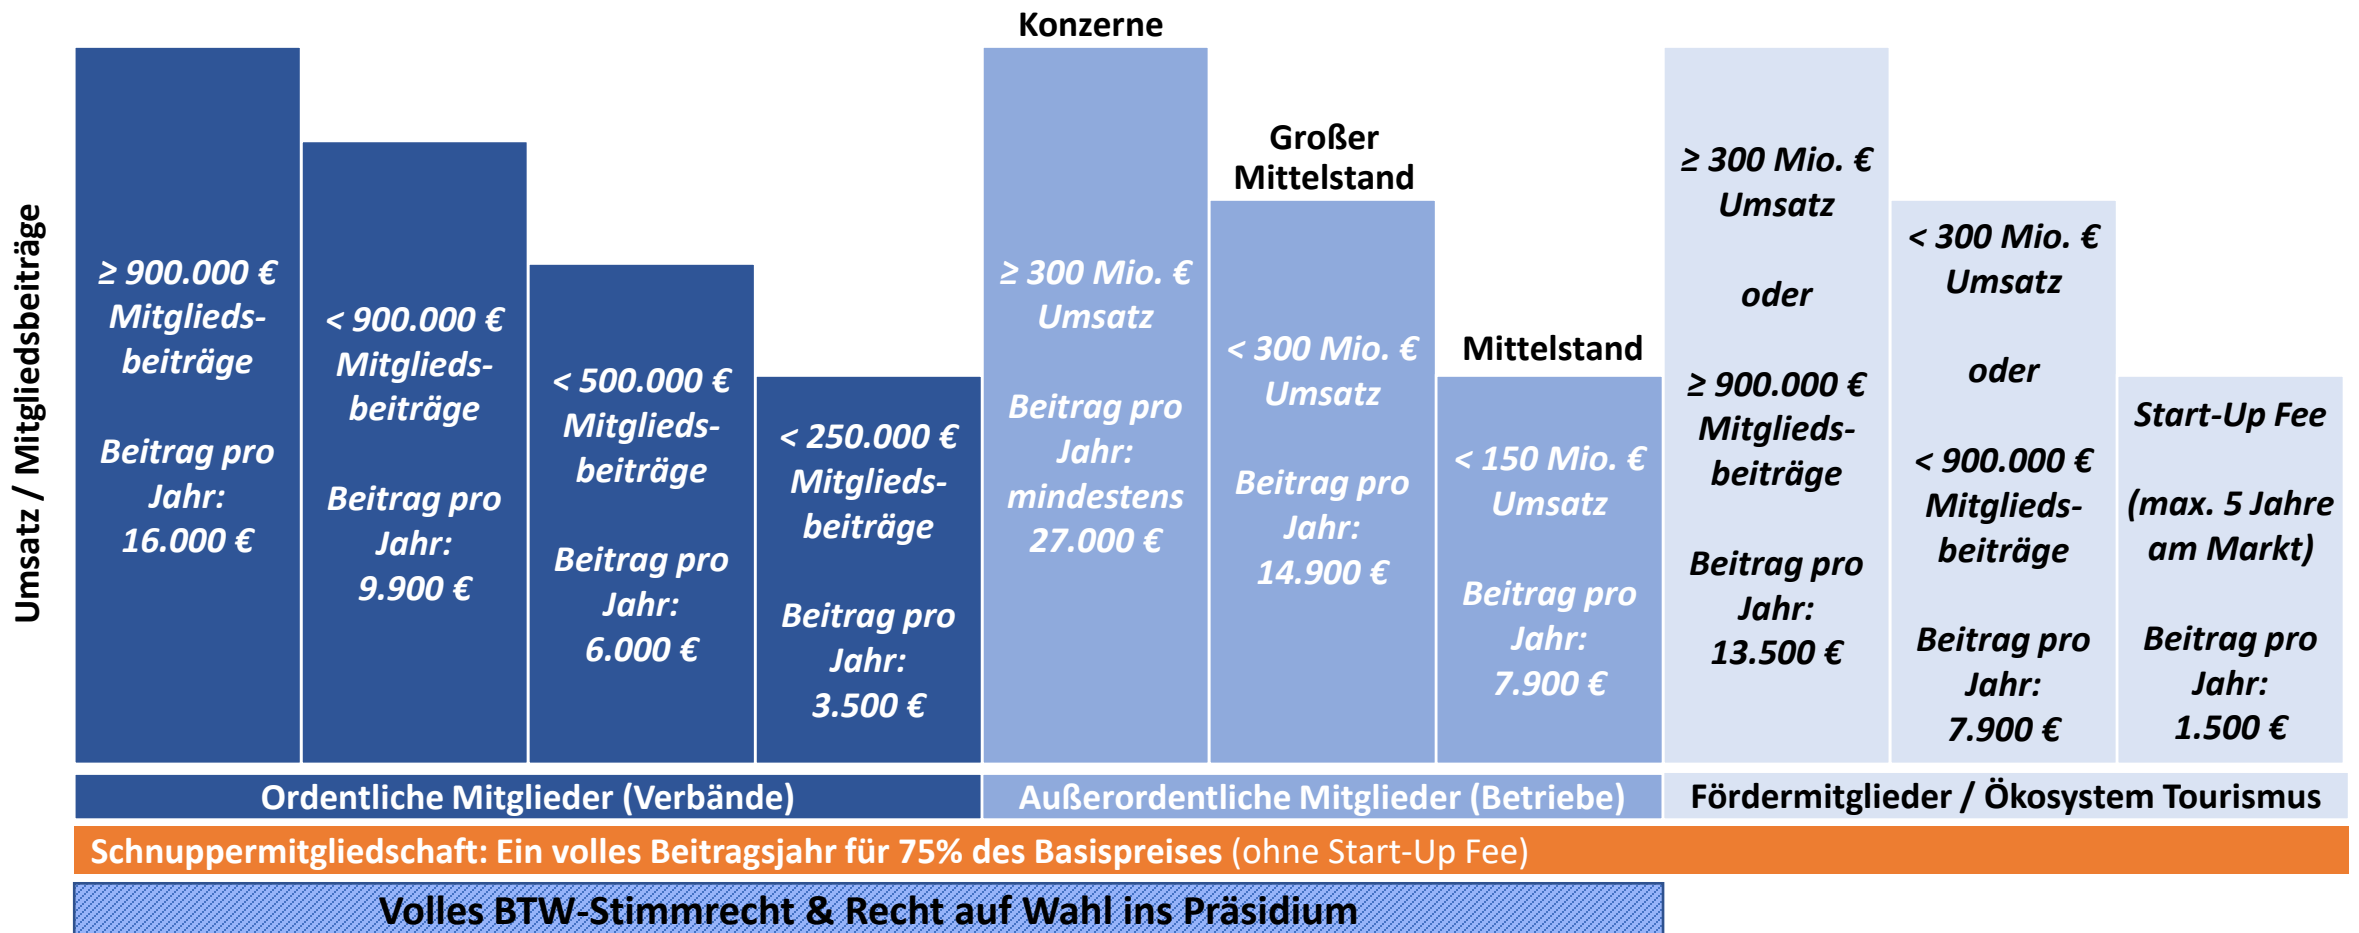 Umsatz / Mitgliedsbeiträge
≥ 900.000 €
Mitglieds-
beiträge
Beitrag pro
Jahr:
16.000 €
< 900.000 €
Mitglieds-
beiträge
Beitrag pro
Jahr:
9.900 €
< 500.000 €
Mitglieds-
beiträge
Beitrag pro
Jahr:
6.000 €
< 250.000 €
Mitglieds-
beiträge
Beitrag pro
Jahr:
3.500 €
Konzerne
≥ 300 Mio. €
Umsatz
Beitrag pro
Jahr:
mindestens
27.000 €
Großer
Mittelstand
< 300 Mio. €
Umsatz
Beitrag pro
Jahr:
14.900 €
Mittelstand
< 150 Mio. €
Umsatz
Beitrag pro
Jahr:
7.900 €
≥ 300 Mio. €
Umsatz
oder
≥ 900.000 €
Mitglieds-
beiträge
Beitrag pro
Jahr:
13.500 €
< 300 Mio. €
Umsatz
oder
< 900.000 €
Mitglieds-
beiträge
Beitrag pro
Jahr:
7.900 €
Start-Up Fee
(max. 5 Jahre
am Markt)
Beitrag pro
Jahr:
1.500 €
Ordentliche Mitglieder (Verbände)
Außerordentliche Mitglieder (Betriebe)
Fördermitglieder / Ökosystem Tourismus
Schnuppermitgliedschaft: Ein volles Beitragsjahr für 75% des Basispreises (ohne Start-Up Fee)
Volles BTW-Stimmrecht & Recht auf Wahl ins Präsidium